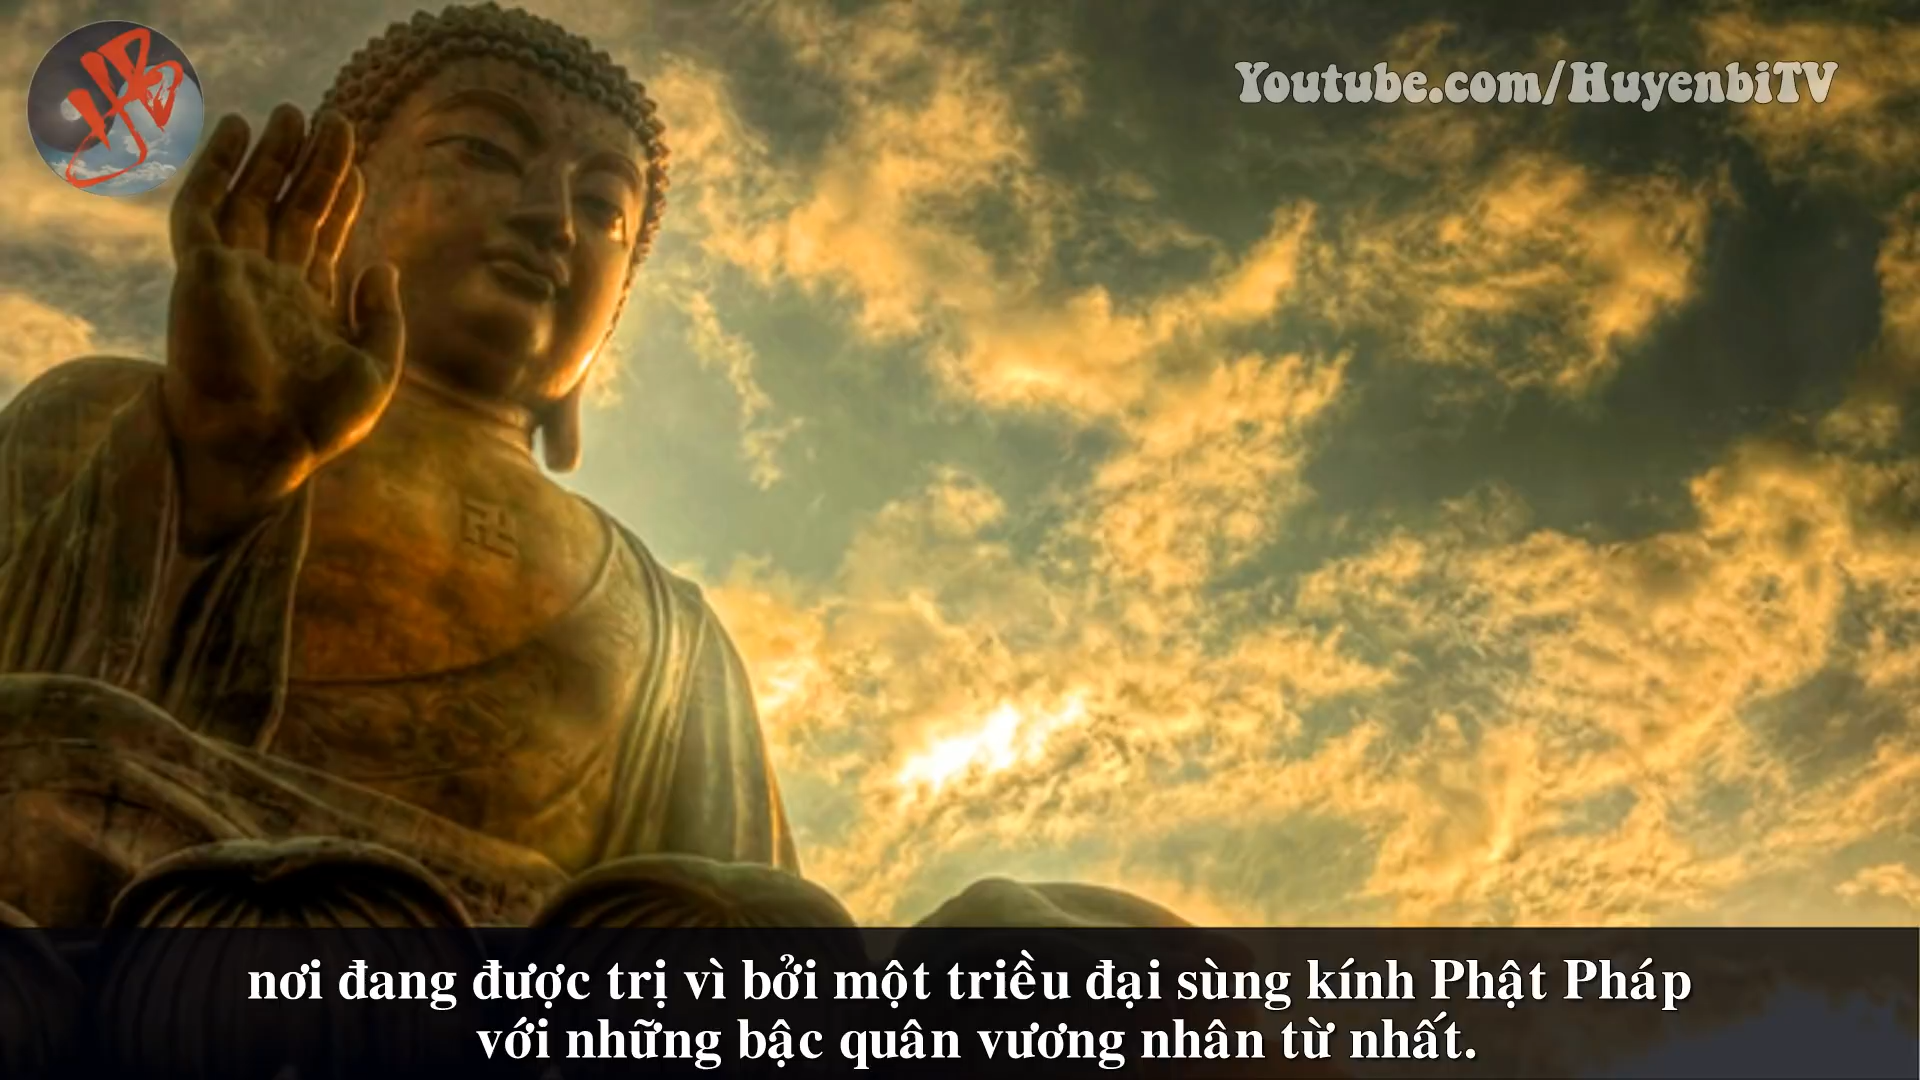 Youtube.com/HuyenbiTV
nơi đang được trị vì bởi một triều đại sùng kính Phật Pháp
với những bậc quân vương nhân từ nhất.